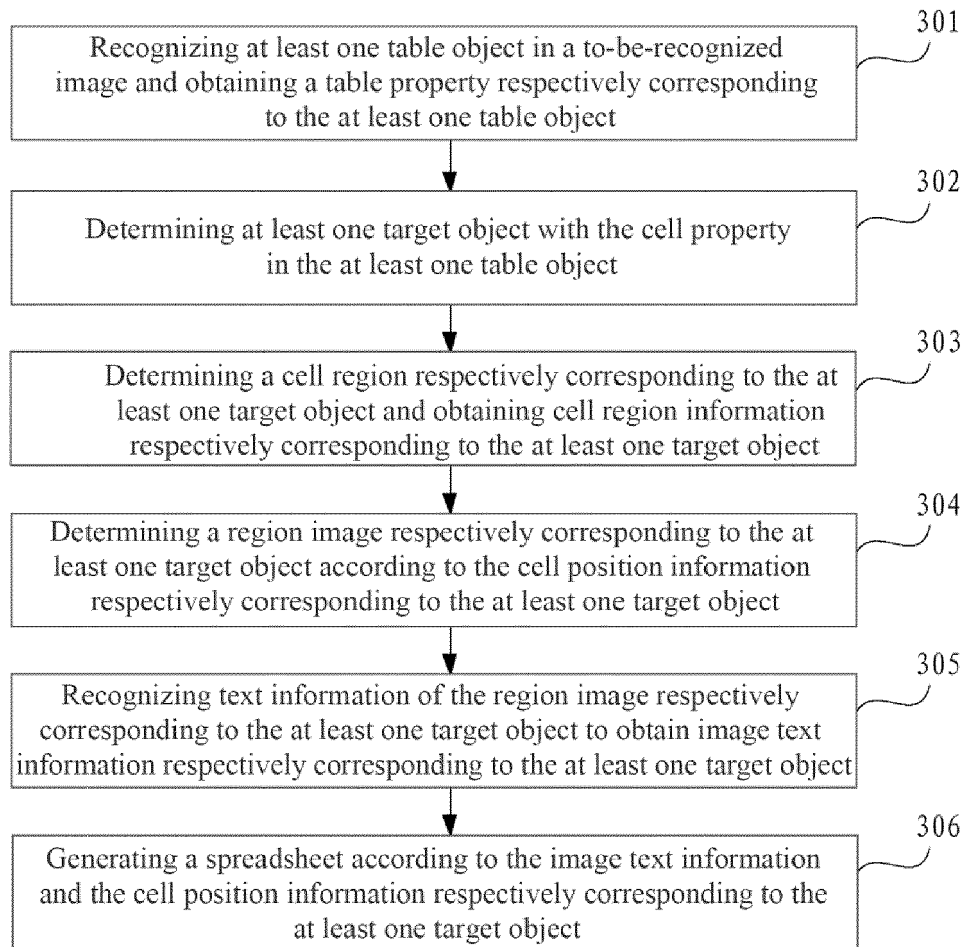 301
Recognizing at least one table object in a to-be-recognized
image and obtaining a table property respectively corresponding
to the at least one table object
302
Determining at least one target object with the cell property
in the at least one table object
303
Determining a cell region respectively corresponding to the at
least one target object and obtaining cell region information
respectively corresponding to the at least one target object
304
Determining a region image respectively corresponding to the at
least one target object according to the cell position information
respectively corresponding to the at least one target object
305
Recognizing text information of the region image respectively
corresponding to the at least one target object to obtain image text
information respectively corresponding to the at least one target object
306
Generating a spreadsheet according to the image text information
and the cell position information respectively corresponding to the
at least one target object